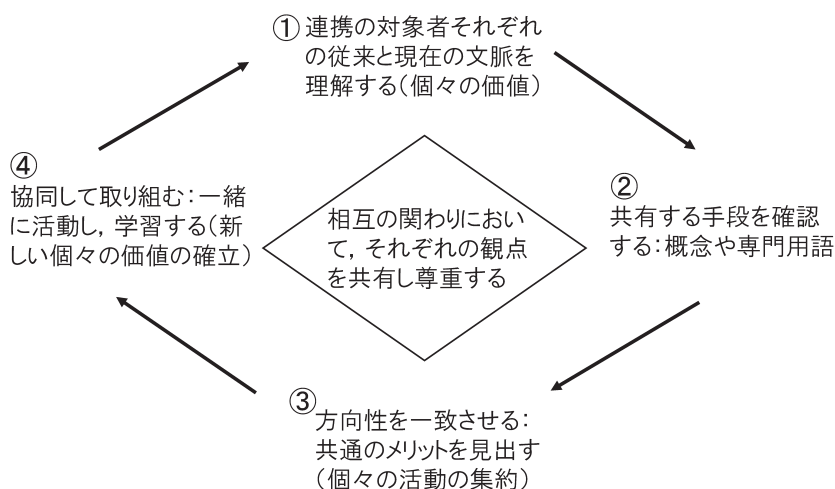 ① 連携の対象者それぞれ
の従来と現在の文脈を
理解する（個々の価値）
②
共有する手段を確認
する：概念や専門用語
③
方向性を一致させる：
共通のメリットを見出す
（個々の活動の集約）
④
協同して取り組む：一緒
に活動し，学習する（新
しい個々の価値の確立）
相互の関わりにおい
て，それぞれの観点
を共有し尊重する